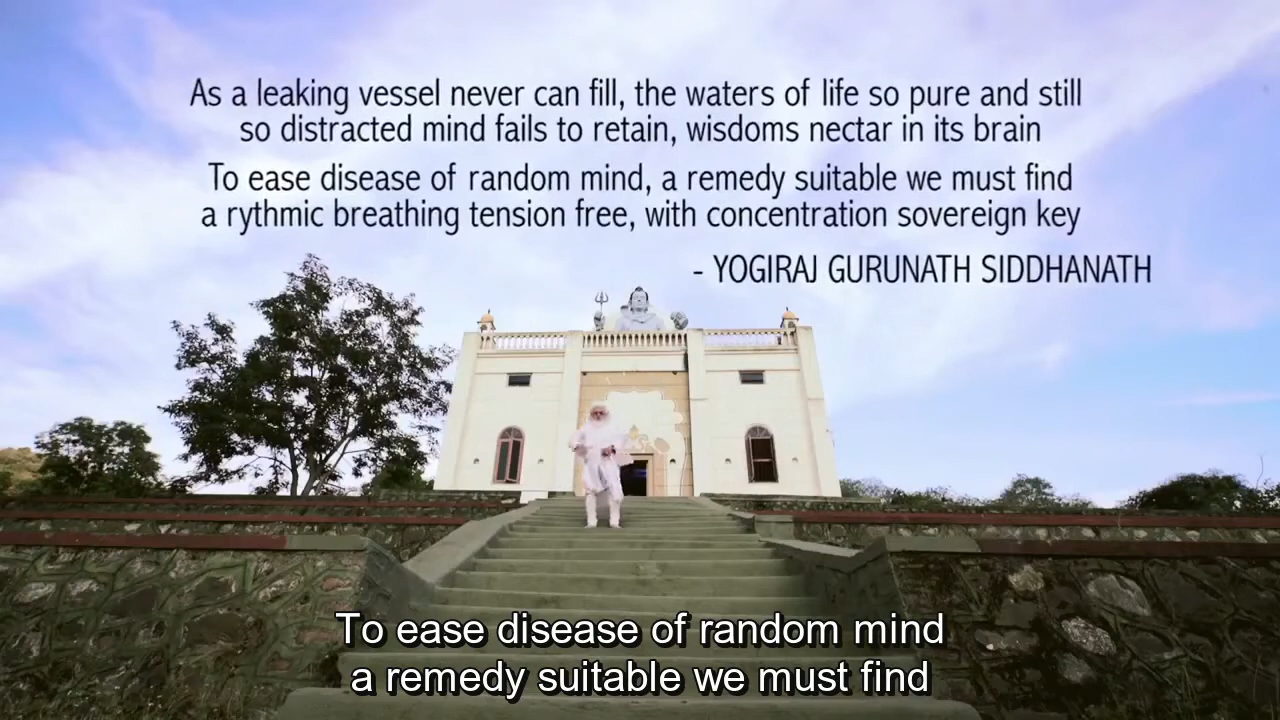 As a leaking vessel never can fill, the waters of life so pure and still
so distracted mind fails to retain, wisdoms nectar in its brain
To ease disease of random mind, a remedy suitable we must find
a rythmic breathing tension free, with concentration sovereign key
- YOGIRAJ GURUNATH SIDDHANATH
To ease disease of random mind
a remedy suitable we must find